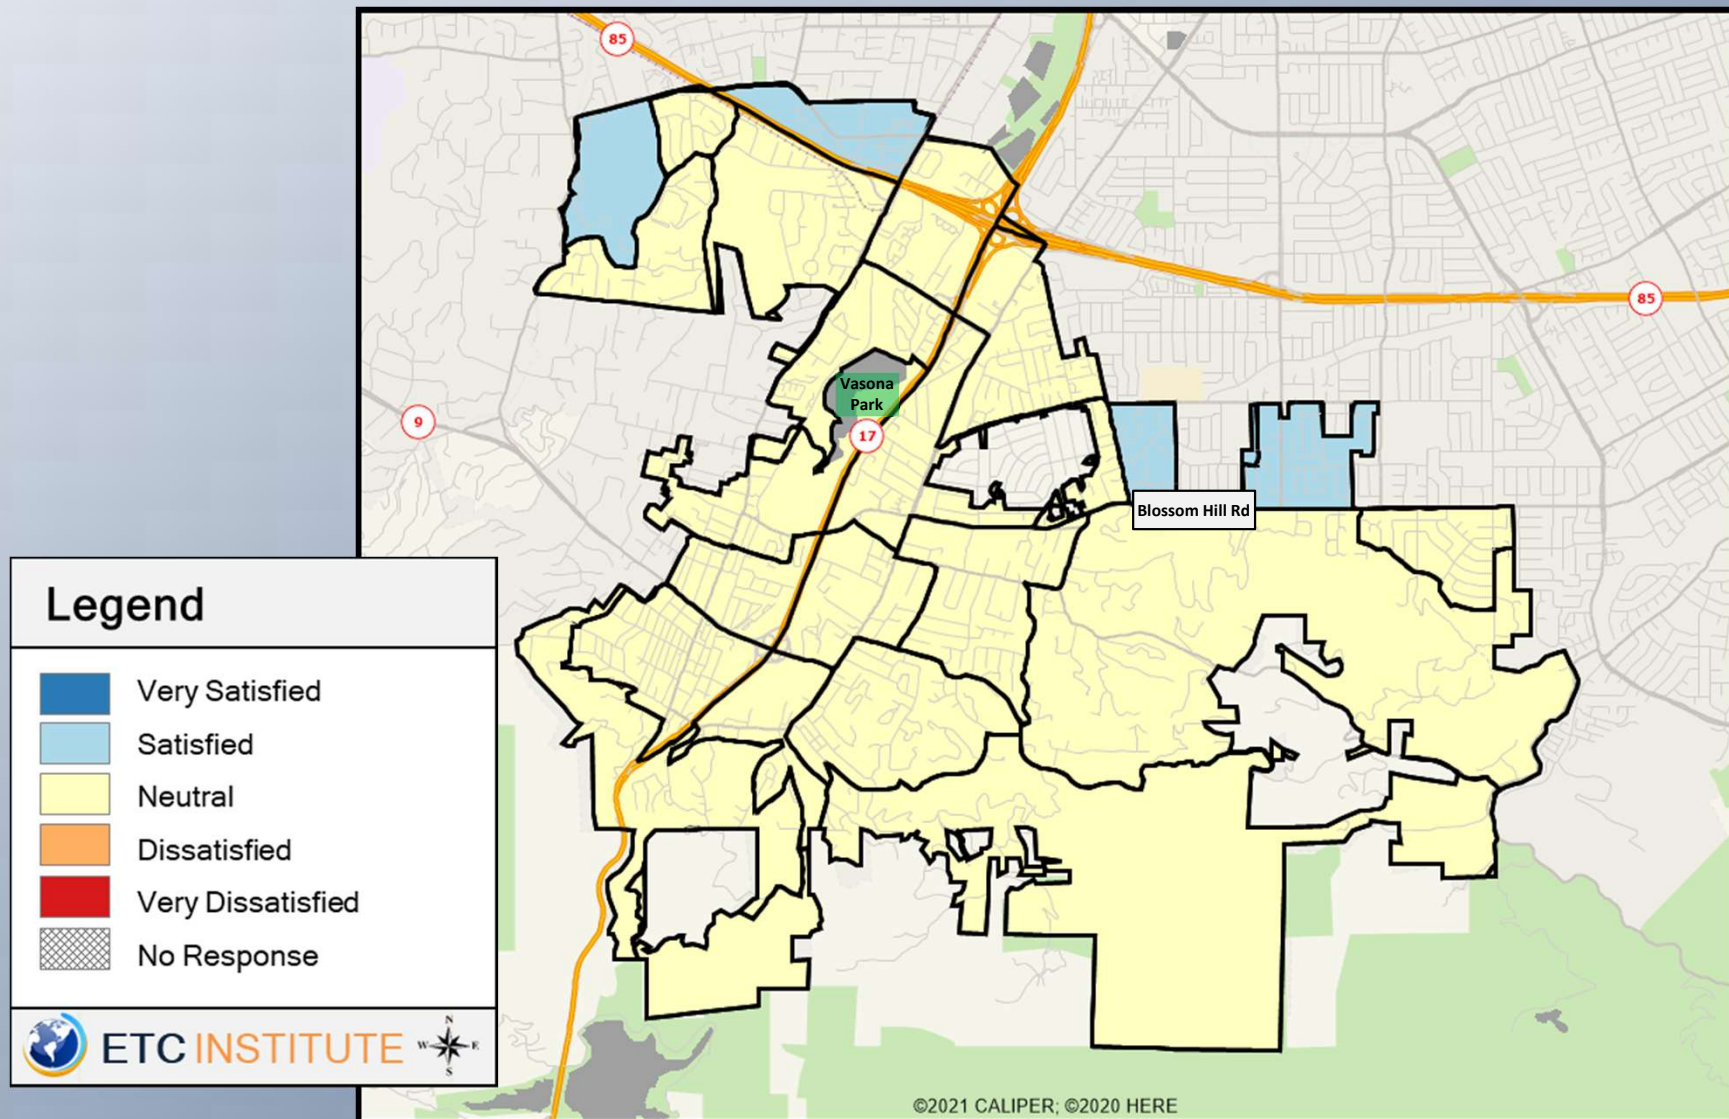 85
85
9
Vasona
Park
17
Blossom Hill Rd
Legend
Very Satisfied
Satisfied
Neutral
Dissatisfied
Very Dissatisfied
No Response
ETC INSTITUTE
N
W E
S
©2021 CALIPER; ©2020 HERE